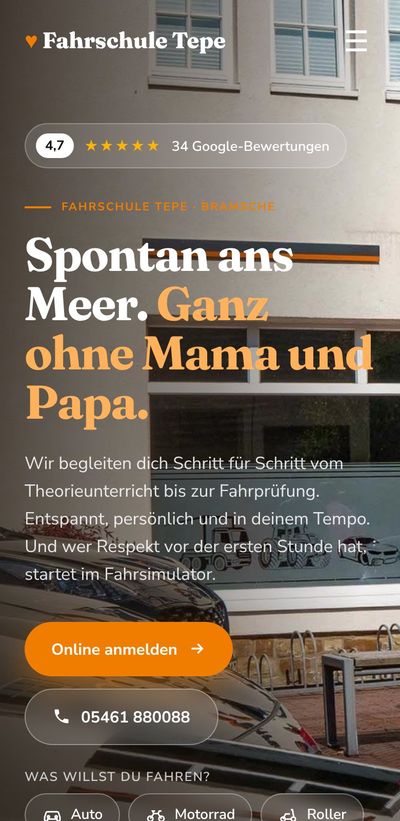 Fahrschule Tepe
4,7 ★★★★★ 34 Google-Bewertungen
FAHRSCHULE TEPE · BRAMSCHE
Spontan ans
Meer. Ganz
ohne Mama und
Papa.
Wir begleiten dich Schritt für Schritt vom
Theorieunterricht bis zur Fahrprüfung.
Entspannt, persönlich und in deinem Tempo.
Und wer Respekt vor der ersten Stunde hat,
startet im Fahrsimulator.
Online anmelden →
05461 880088
WAS WILLST DU FAHREN?
Auto Motorrad Roller